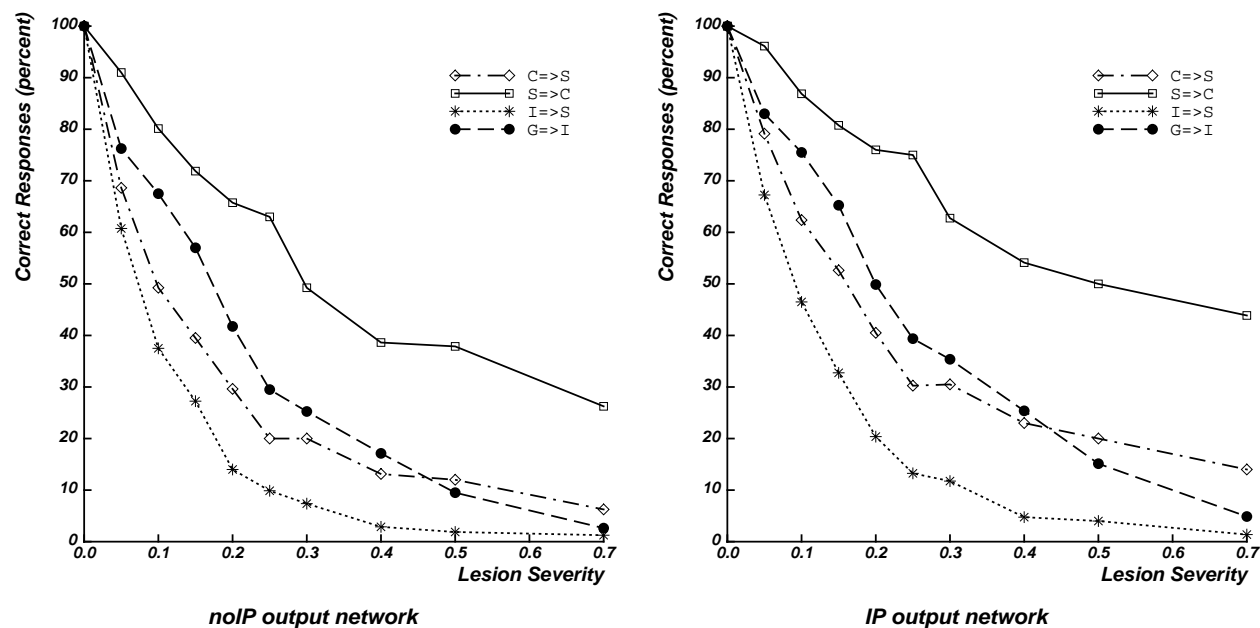 Correct Responses (percent)
100
90
80
70
60
50
40
30
20
10
0
C=>S
S=>C
I=>S
G=>I
0.0 0.1 0.2 0.3 0.4 0.5 0.6 0.7
Lesion Severity
noIP output network
Correct Responses (percent)
100
90
80
70
60
50
40
30
20
10
0
C=>S
S=>C
I=>S
G=>I
0.0 0.1 0.2 0.3 0.4 0.5 0.6 0.7
Lesion Severity
IP output network